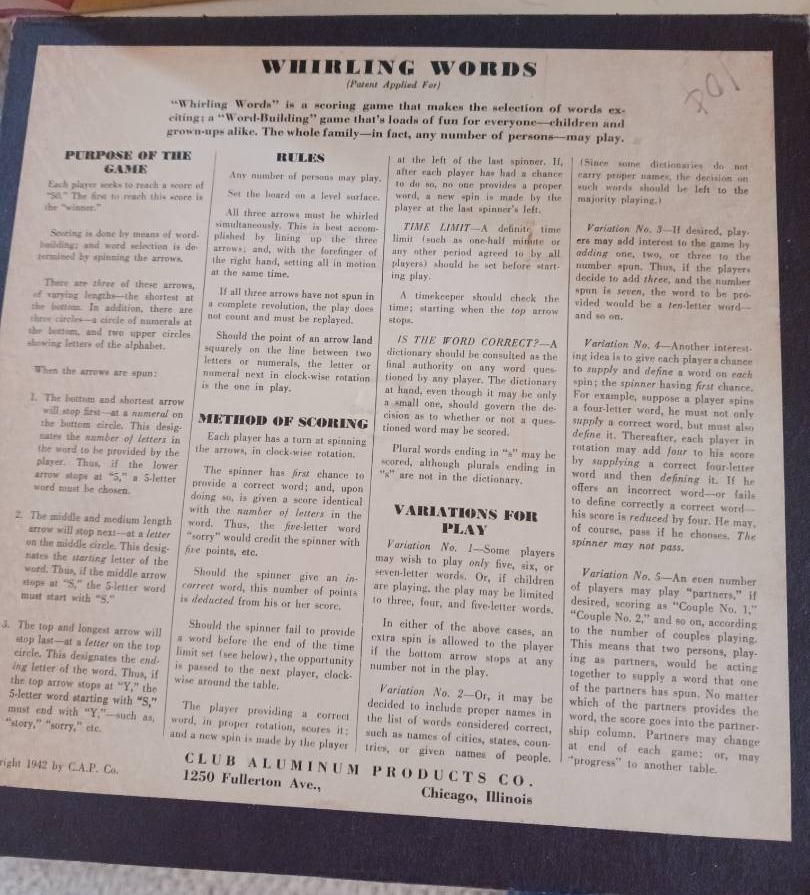 WHIRLING WORDS
(Patent Applied For)
"Whirling Words" is a scoring game that makes the selection of words ex-
citing; a "Word-Building" game that's loads of fun for everyone—children and
grown-ups alike. The whole family—in fact, any number of persons—may play.
PURPOSE OF THE
GAME
Each player seeks to reach a score of
"50." The first to reach this score is
the "winner."
Scoring is done by means of word-
building; and word selection is de-
termined by spinning the arrows.
There are three of these arrows,
of varying lengths—the shortest at
the bottom. In addition, there are
three circles—a circle of numerals at
the bottom, and two upper circles
showing letters of the alphabet.
When the arrows are spun:
1. The bottom and shortest arrow
will stop first—at a numeral on
the bottom circle. This desig-
nates the number of letters in
the word to be provided by the
player. Thus, if the lower
arrow stops at "5," a 5-letter
word must be chosen.
2. The middle and medium length
arrow will stop next—at a letter
on the middle circle. This desig-
nates the starting letter of the
word. Thus, if the middle arrow
stops at "S," the 5-letter word
must start with "S."
3. The top and longest arrow will
stop last—at a letter on the top
circle. This designates the end-
ing letter of the word. Thus, if
the top arrow stops at "Y," the
5-letter word starting with "S,"
must end with "Y,"—such as,
"story," "sorry," etc.
RULES
Any number of persons may play.
Set the board on a level surface.
All three arrows must be whirled
simultaneously. This is best accom-
plished by lining up the three
arrows; and, with the forefinger of
the right hand, setting all in motion
at the same time.
If all three arrows have not spun in
a complete revolution, the play does
not count and must be replayed.
Should the point of an arrow land
squarely on the line between two
letters or numerals, the letter or
numeral next in clock-wise rotation
is the one in play.
METHOD OF SCORING
Each player has a turn at spinning
the arrows, in clock-wise rotation.
The spinner has first chance to
provide a correct word; and, upon
doing so, is given a score identical
with the number of letters in the
word. Thus, the five-letter word
"sorry" would credit the spinner with
five points, etc.
Should the spinner give an in-
correct word, this number of points
is deducted from his or her score.
Should the spinner fail to provide
a word before the end of the time
limit set (see below), the opportunity
is passed to the next player, clock-
wise around the table.
The player providing a correct
word, in proper rotation, scores it;
and a new spin is made by the player
at the left of the last spinner. If,
after each player has had a chance
to do so, no one provides a proper
word, a new spin is made by the
player at the last spinner's left.
TIME LIMIT—A definite time
limit (such as one-half minute or
any other period agreed to by all
players) should be set before start-
ing play.
A timekeeper should check the
time; starting when the top arrow
stops.
IS THE WORD CORRECT?—A
dictionary should be consulted as the
final authority on any word ques-
tioned by any player. The dictionary
at hand, even though it may be only
a small one, should govern the de-
cision as to whether or not a ques-
tioned word may be scored.
Plural words ending in "s" may be
scored, although plurals ending in
"s" are not in the dictionary.
VARIATIONS FOR
PLAY
Variation No. 1—Some players
may wish to play only five, six, or
seven-letter words. Or, if children
are playing, the play may be limited
to three, four, and five-letter words.
In either of the above cases, an
extra spin is allowed to the player
if the bottom arrow stops at any
number not in the play.
Variation No. 2—Or, it may be
decided to include proper names in
the list of words considered correct,
such as names of cities, states, coun-
tries, or given names of people.
(Since some dictionaries do not
carry proper names, the decision on
such words should be left to the
majority playing.)
Variation No. 3—If desired, play-
ers may add interest to the game by
adding one, two, or three to the
number spun. Thus, if the players
decide to add three, and the number
spun is seven, the word to be pro-
vided would be a ten-letter word—
and so on.
Variation No. 4—Another interest-
ing idea is to give each player a chance
to supply and define a word on each
spin; the spinner having first chance.
For example, suppose a player spins
a four-letter word, he must not only
supply a correct word, but must also
define it. Thereafter, each player in
rotation may add four to his score
by supplying a correct four-letter
word and then defining it. If he
offers an incorrect word—or fails
to define correctly a correct word—
his score is reduced by four. He may,
of course, pass if he chooses. The
spinner may not pass.
Variation No. 5—An even number
of players may play "partners," if
desired, scoring as "Couple No. 1,"
"Couple No. 2," and so on, according
to the number of couples playing.
This means that two persons, play-
ing as partners, would be acting
together to supply a word that one
of the partners has spun. No matter
which of the partners provides the
word, the score goes into the partner-
ship column. Partners may change
at end of each game; or, may
"progress" to another table.
right 1942 by C.A.P. Co.
CLUB ALUMINUM PRODUCTS CO.
1250 Fullerton Ave., Chicago, Illinois